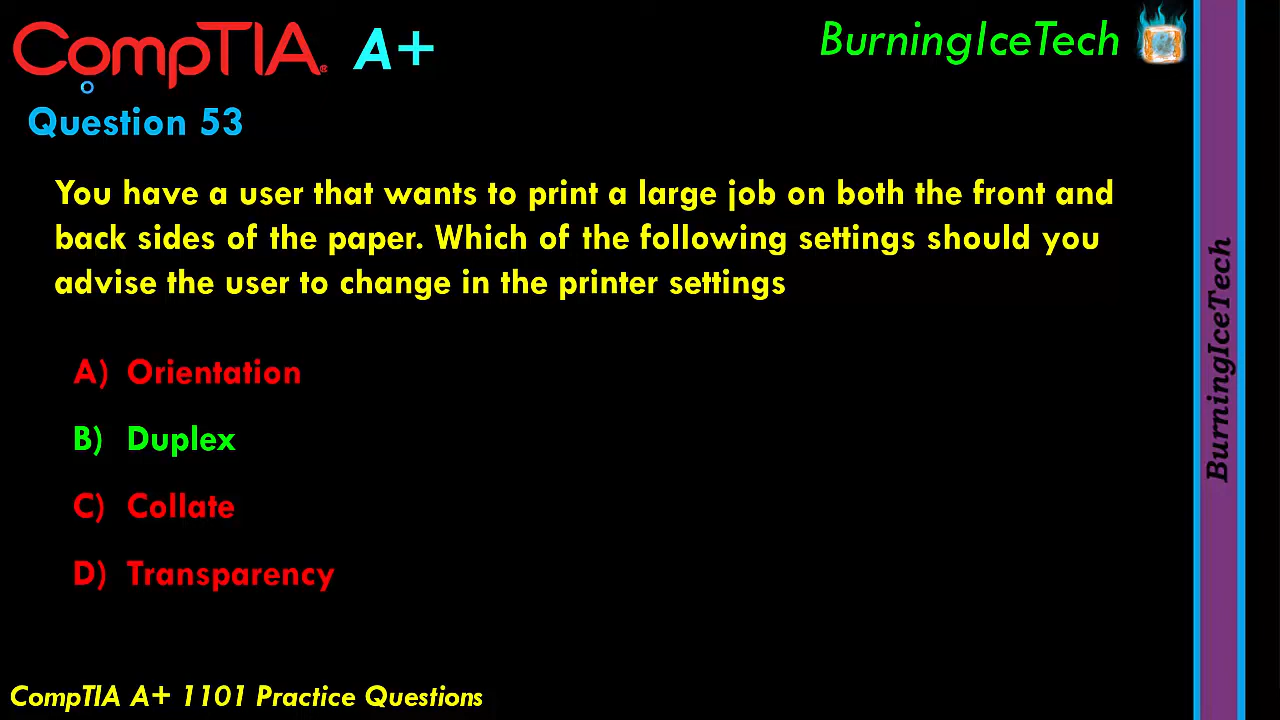 CompTIA® A+
BurningIceTech
Question 53
You have a user that wants to print a large job on both the front and
back sides of the paper. Which of the following settings should you
advise the user to change in the printer settings
A) Orientation
B) Duplex
C) Collate
D) Transparency
BurningIceTech
CompTIA A+ 1101 Practice Questions